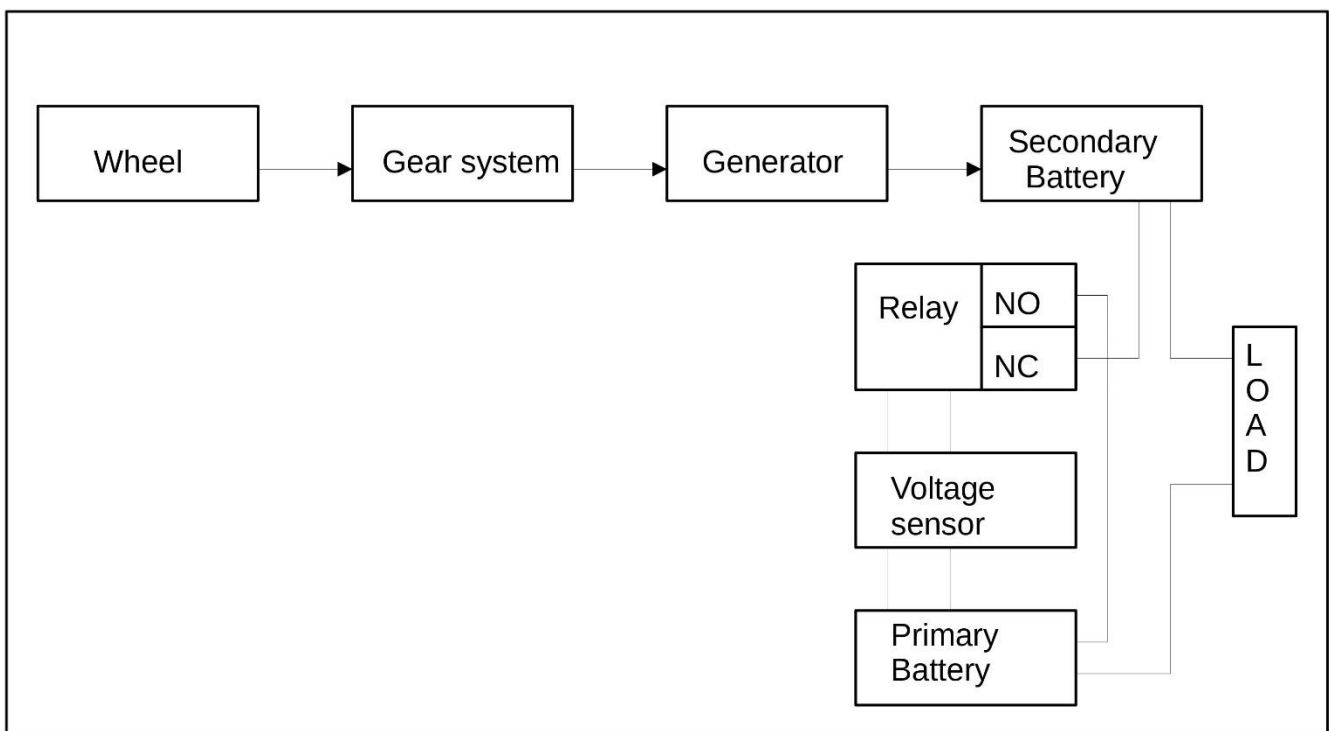 Wheel
Gear system
Generator
Secondary
Battery
Relay
NO
NC
L
O
A
D
Voltage
sensor
Primary
Battery